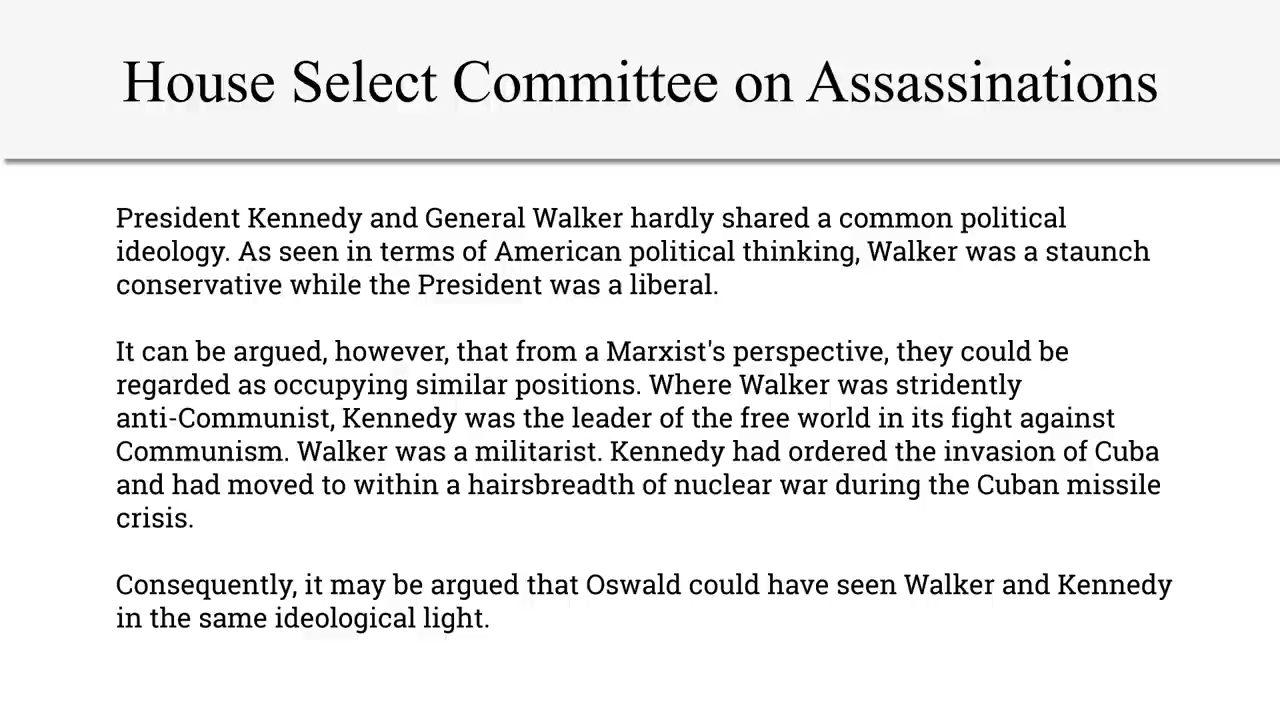 House Select Committee on Assassinations
President Kennedy and General Walker hardly shared a common political
ideology. As seen in terms of American political thinking, Walker was a staunch
conservative while the President was a liberal.
It can be argued, however, that from a Marxist's perspective, they could be
regarded as occupying similar positions. Where Walker was stridently
anti-Communist, Kennedy was the leader of the free world in its fight against
Communism. Walker was a militarist. Kennedy had ordered the invasion of Cuba
and had moved to within a hairsbreadth of nuclear war during the Cuban missile
crisis.
Consequently, it may be argued that Oswald could have seen Walker and Kennedy
in the same ideological light.